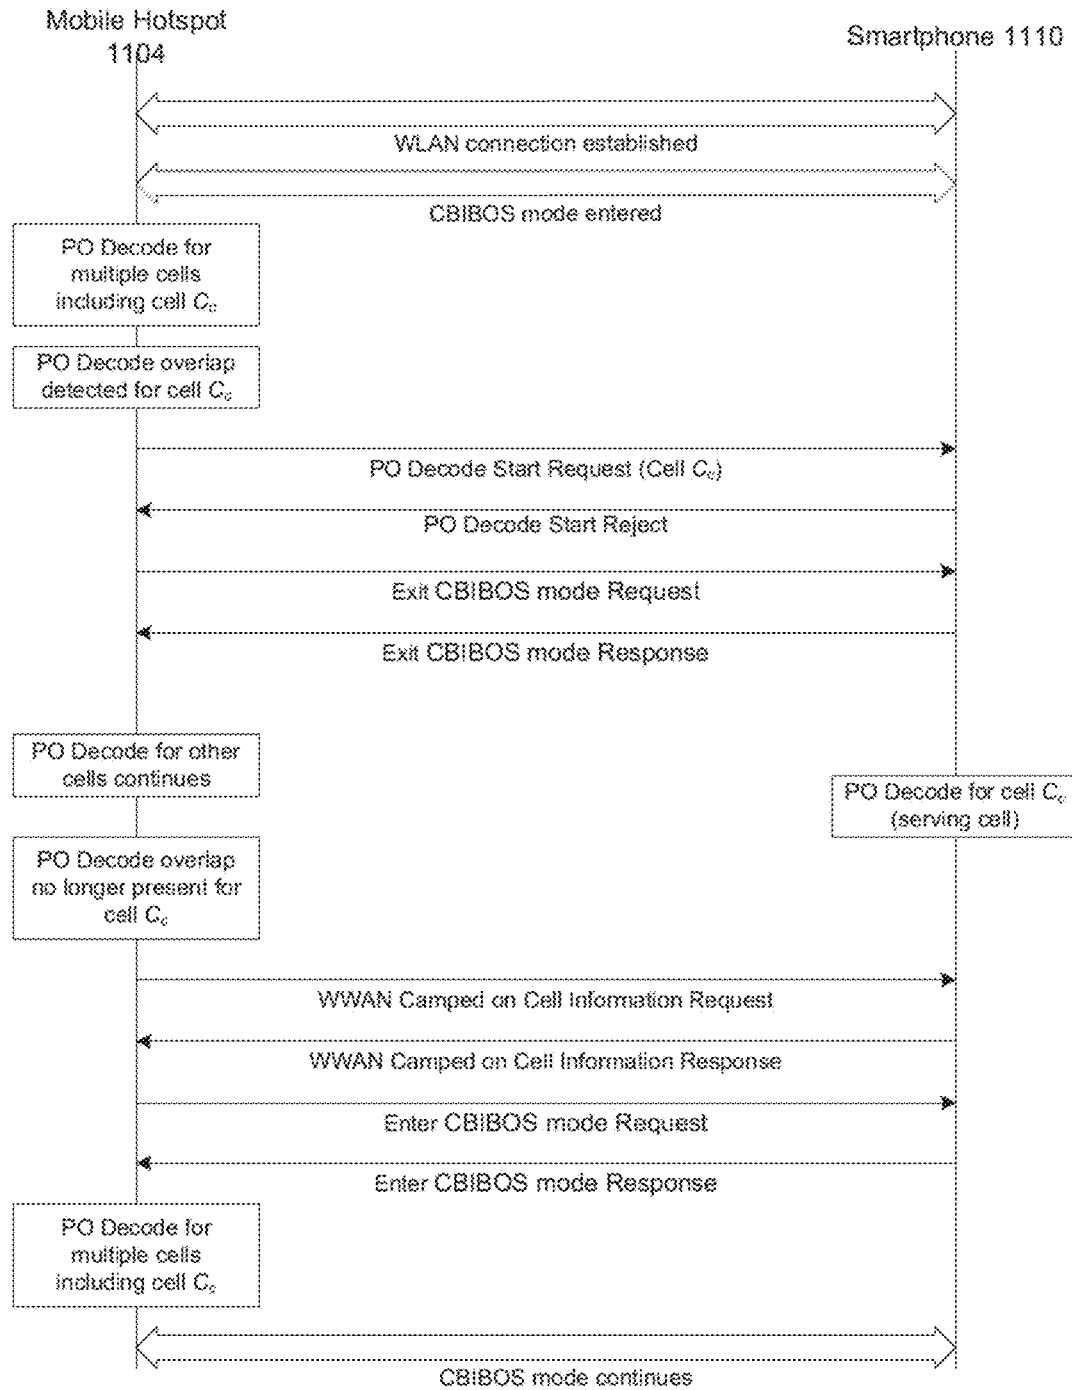 Mobile Hotspot
1104
Smartphone 1110
WLAN connection established
CBIBOS mode entered
PO Decode for
multiple cells
including cell Cc
PO Decode overlap
detected for cell Cc
PO Decode Start Request (Cell Cc)
PO Decode Start Reject
Exit CBIBOS mode Request
Exit CBIBOS mode Response
PO Decode for other
cells continues
PO Decode for cell Cc
(serving cell)
PO Decode overlap
no longer present for
cell Cc
WWAN Camped on Cell Information Request
WWAN Camped on Cell Information Response
Enter CBIBOS mode Request
Enter CBIBOS mode Response
PO Decode for
multiple cells
including cell Cc
CBIBOS mode continues